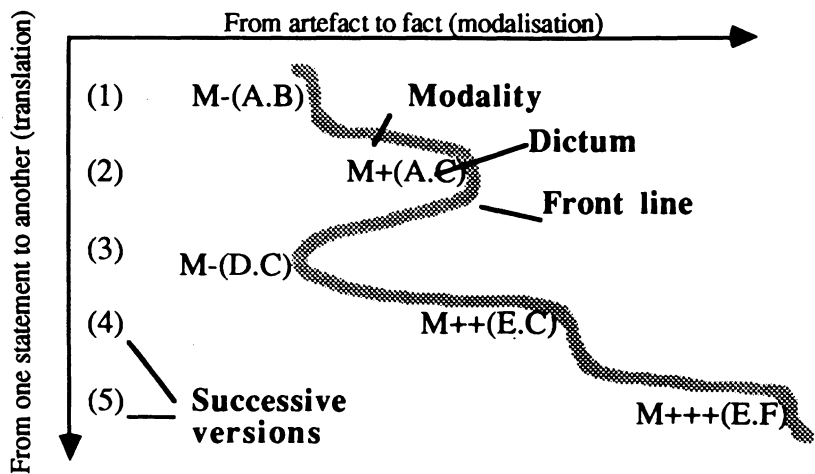 From artefact to fact (modalisation)
From one statement to another (translation)
(1) M-(A.B) Modality
Dictum
(2) M+(A.C)
Front line
(3) M-(D.C)
(4) M++(E.C)
(5) Successive M+++(E.F)
versions